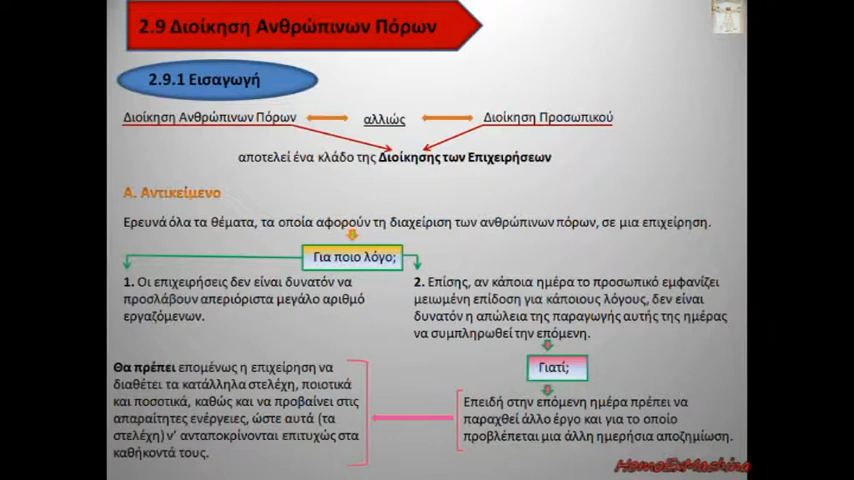 2.9 Διοίκηση Ανθρώπινων Πόρων
2.9.1 Εισαγωγή
Διοίκηση Ανθρώπινων Πόρων αλλιώς Διοίκηση Προσωπικού
αποτελεί ένα κλάδο της Διοίκησης των Επιχειρήσεων
Α. Αντικείμενο
Ερευνά όλα τα θέματα, τα οποία αφορούν τη διαχείριση των ανθρώπινων πόρων, σε μια επιχείρηση.
Για ποιο λόγο;
1. Οι επιχειρήσεις δεν είναι δυνατόν να
προσλάβουν απεριόριστα μεγάλο αριθμό
εργαζόμενων.
2. Επίσης, αν κάποια ημέρα το προσωπικό εμφανίζει
μειωμένη επίδοση για κάποιους λόγους, δεν είναι
δυνατόν η απώλεια της παραγωγής αυτής της ημέρας
να συμπληρωθεί την επόμενη.
Γιατί;
Επειδή στην επόμενη ημέρα πρέπει να
παραχθεί άλλο έργο και για το οποίο
προβλέπεται μια άλλη ημερήσια αποζημίωση.
Θα πρέπει επομένως η επιχείρηση να
διαθέτει τα κατάλληλα στελέχη, ποιοτικά
και ποσοτικά, καθώς και να προβαίνει στις
απαραίτητες ενέργειες, ώστε αυτά (τα
στελέχη) ν' ανταποκρίνονται επιτυχώς στα
καθήκοντά τους.
HomoExMachina